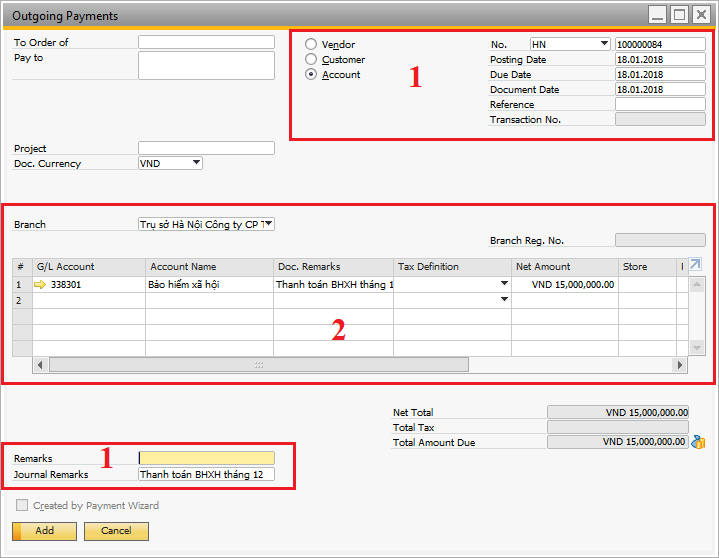 Outgoing Payments
To Order of
Pay to
Vendor
Customer
Account
1
No. HN 100000084
Posting Date 18.01.2018
Due Date 18.01.2018
Document Date 18.01.2018
Reference
Transaction No.
Project
Doc. Currency VND
Branch Trụ sở Hà Nội Công ty CP T
Branch Reg. No.
# G/L Account Account Name Doc. Remarks Tax Definition Net Amount Store
1 338301 Bảo hiểm xã hội Thanh toán BHXH tháng 1 VND 15,000,000.00
2
2
Net Total VND 15,000,000.00
Total Tax
Total Amount Due VND 15,000,000.00
1
Remarks
Journal Remarks Thanh toán BHXH tháng 12
Created by Payment Wizard
Add Cancel